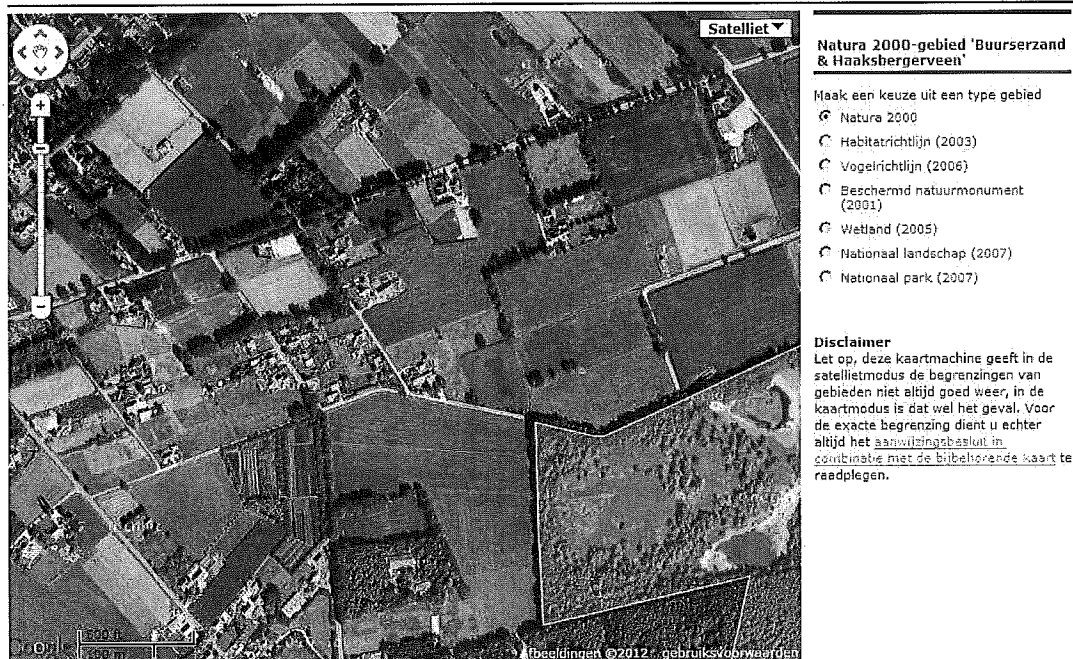 Satelliet
Natura 2000-gebied 'Buurserzand
& Haaksbergerveen'
Maak een keuze uit een type gebied
Natura 2000
Habitatrichtlijn (2003)
Vogelrichtlijn (2006)
Beschermd natuurmonument
(2001)
Wetland (2005)
Nationaal landschap (2007)
Nationaal park (2007)
Disclaimer
Let op, deze kaartmachine geeft in de
satellietmodus de begrenzingen van
gebieden niet altijd goed weer, in de
kaartmodus is dat wel het geval. Voor
de exacte begrenzing dient u echter
altijd het aanwijzingsbesluit in
combinatie met de bijbehorende kaart te
raadplegen.
Google
500 ft
Afbeeldingen ©2012 gebruiksvoorwaarden